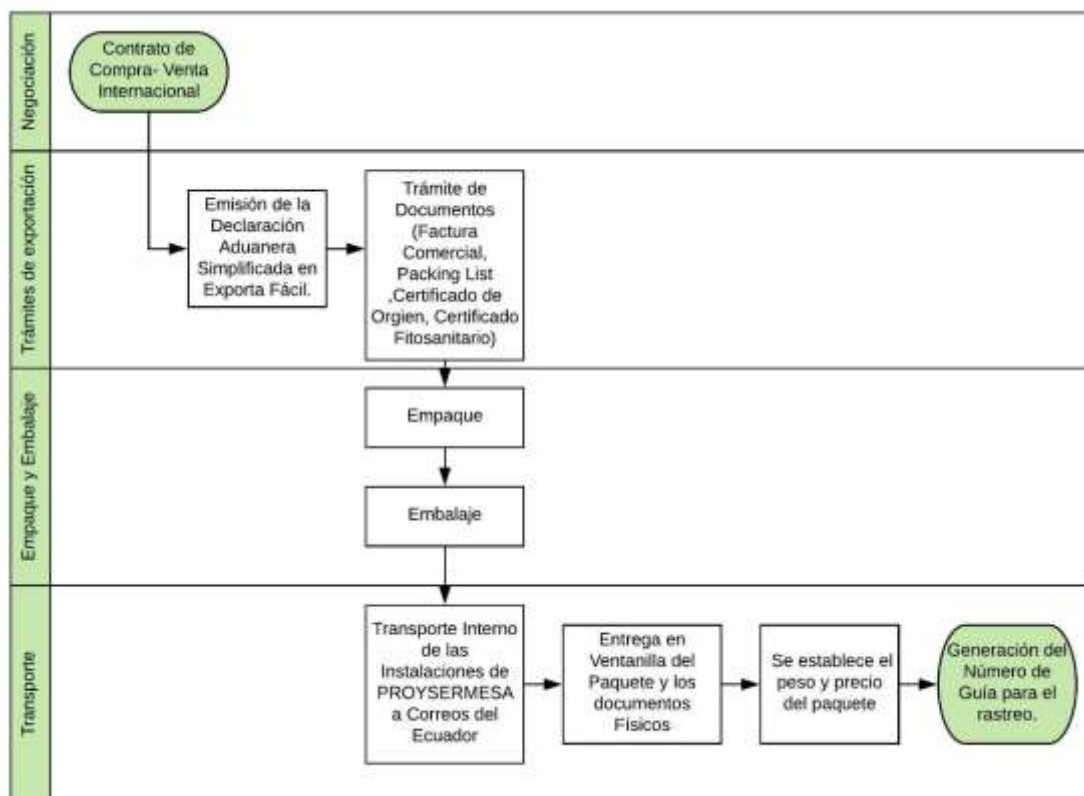 Negociación
Contrato de
Compra- Venta
Internacional
Trámites de exportación
Emisión de la
Declaración
Aduanera
Simplificada en
Exporta Fácil.
Trámite de
Documentos
(Factura
Comercial,
Packing List
,Certificado de
Orgien, Certificado
Fitosanitario)
Empaque y Embalaje
Empaque
Embalaje
Transporte
Transporte Interno
de las
Instalaciones de
PROYSERMESA
a Correos del
Ecuador
Entrega en
Ventanilla del
Paquete y los
documentos
Físicos
Se establece el
peso y precio
del paquete
Generación del
Número de
Guía para el
rastreo.